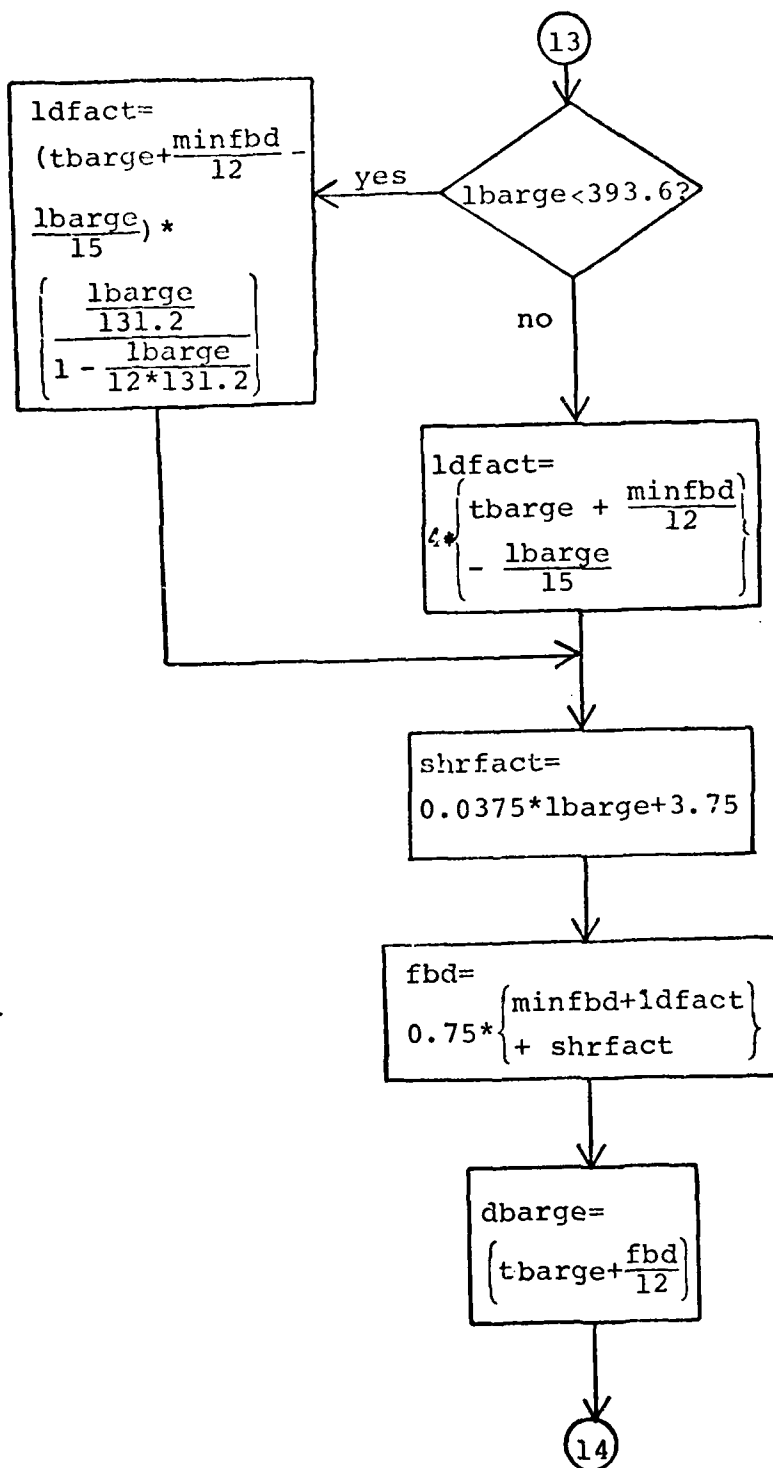 13
lbarge<393.6?
yes
no
ldfact=
(tbarge+minfbd/12 -
lbarge/15)*
(lbarge/131.2
/
1 - lbarge/12*131.2)
ldfact=
{tbarge + minfbd/12
- lbarge/15}
shrfact=
0.0375*lbarge+3.75
fbd=
0.75*{minfbd+ldfact
+ shrfact}
dbarge=
(tbarge+fbd/12)
14